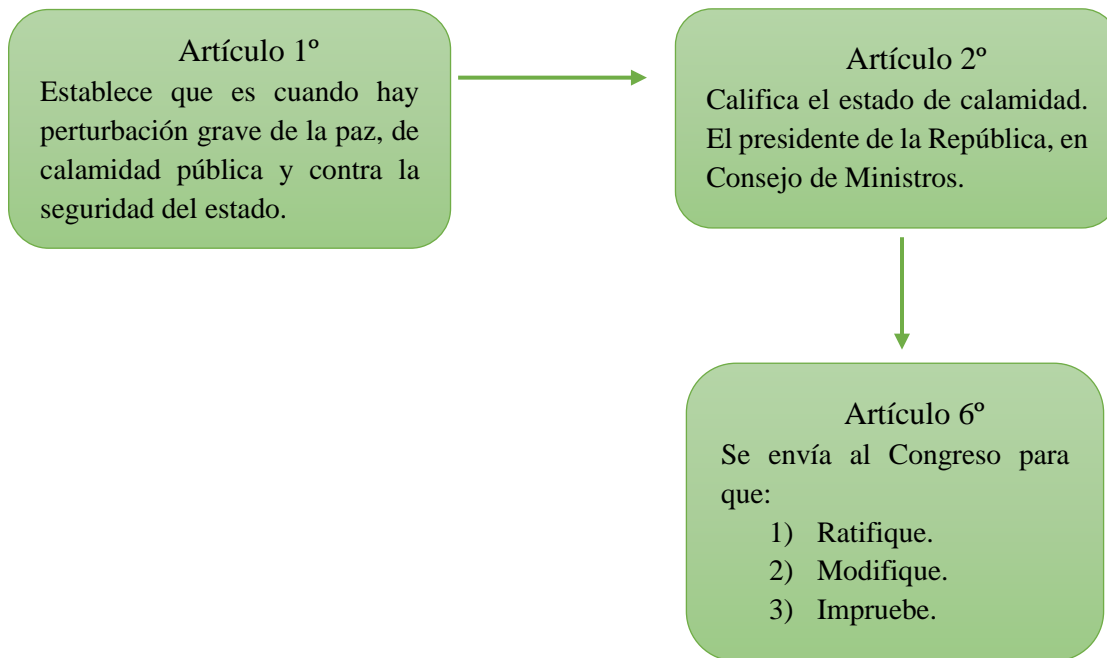 Artículo 1º
Establece que es cuando hay
perturbación grave de la paz, de
calamidad pública y contra la
seguridad del estado.
Artículo 2º
Califica el estado de calamidad.
El presidente de la República, en
Consejo de Ministros.
Artículo 6º
Se envía al Congreso para
que:
1) Ratifique.
2) Modifique.
3) Impruebe.